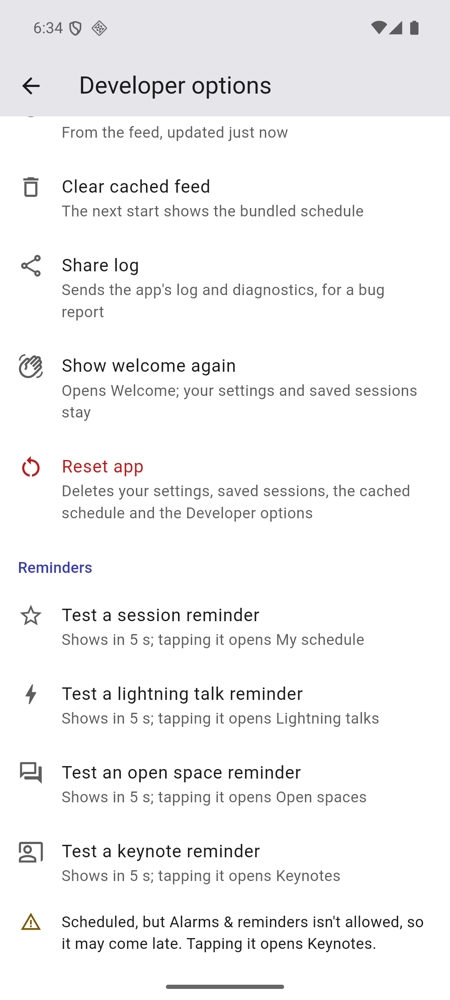 6:34
Developer options
From the feed, updated just now
Clear cached feed
The next start shows the bundled schedule
Share log
Sends the app's log and diagnostics, for a bug
report
Show welcome again
Opens Welcome; your settings and saved sessions
stay
Reset app
Deletes your settings, saved sessions, the cached
schedule and the Developer options
Reminders
Test a session reminder
Shows in 5 s; tapping it opens My schedule
Test a lightning talk reminder
Shows in 5 s; tapping it opens Lightning talks
Test an open space reminder
Shows in 5 s; tapping it opens Open spaces
Test a keynote reminder
Shows in 5 s; tapping it opens Keynotes
Scheduled, but Alarms & reminders isn't allowed, so
it may come late. Tapping it opens Keynotes.